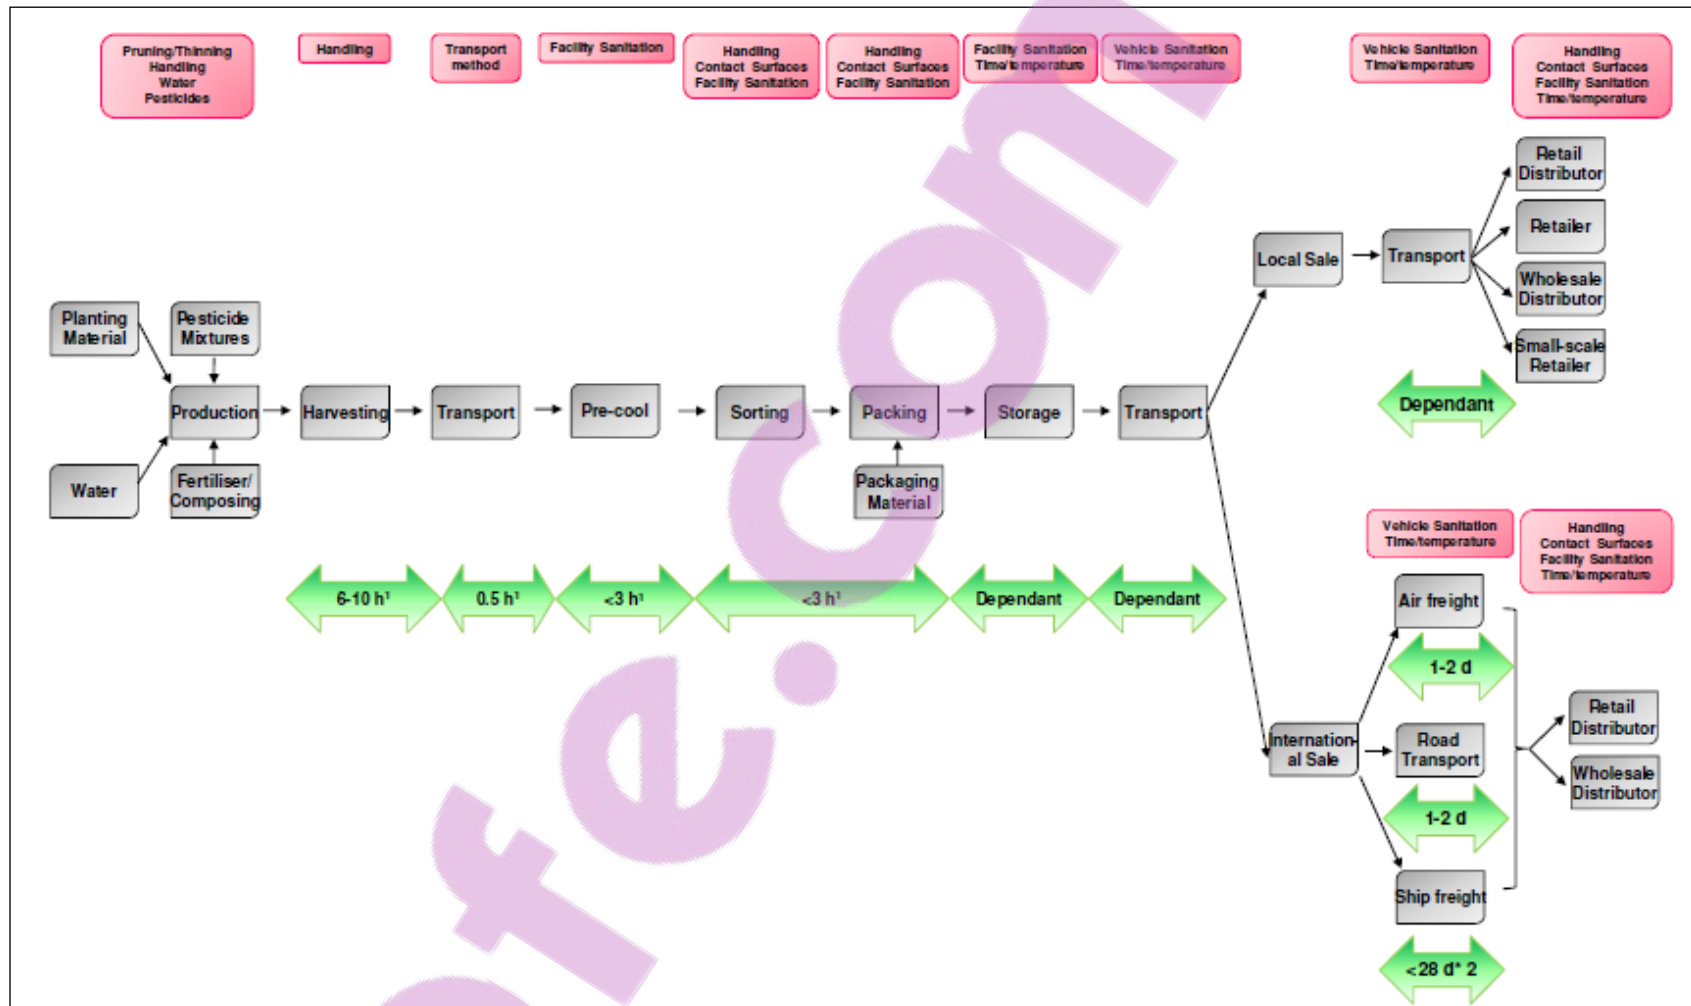 Pruning/Thinning
Handling
Water
Pesticides
Handling
Transport
method
Facility Sanitation
Handling
Contact Surfaces
Facility Sanitation
Handling
Contact Surfaces
Facility Sanitation
Facility Sanitation
Time/temperature
Vehicle Sanitation
Time/temperature
Vehicle Sanitation
Time/temperature
Handling
Contact Surfaces
Facility Sanitation
Time/temperature
Retail
Distributor
Retailer
Local Sale
Transport
Wholesale
Distributor
Small-scale
Retailer
Dependant
Planting
Material
Pesticide
Mixtures
Production
Harvesting
Transport
Pre-cool
Sorting
Packing
Storage
Transport
Water
Fertiliser/
Composing
Packaging
Material
6-10 h¹
0.5 h¹
<3 h¹
<3 h¹
Dependant
Dependant
Vehicle Sanitation
Time/temperature
Handling
Contact Surfaces
Facility Sanitation
Time/temperature
Air freight
1-2 d
Internation-
al Sale
Road
Transport
1-2 d
Ship freight
<28 d* 2
Retail
Distributor
Wholesale
Distributor
ofe.com